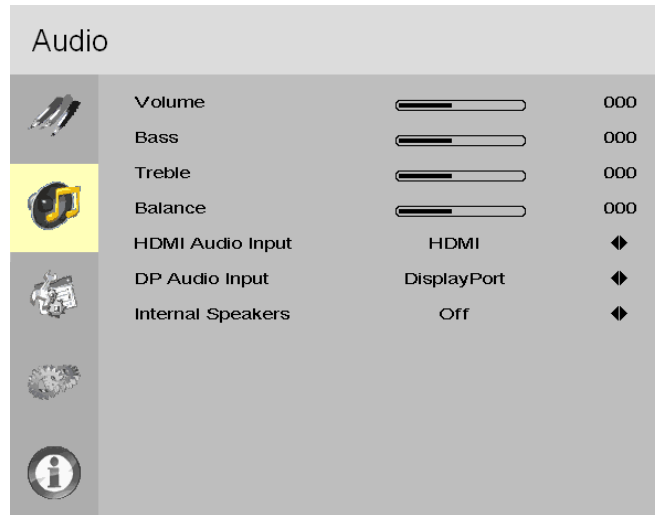 Audio
Volume 000
Bass 000
Treble 000
Balance 000
HDMI Audio Input HDMI
DP Audio Input DisplayPort
Internal Speakers Off